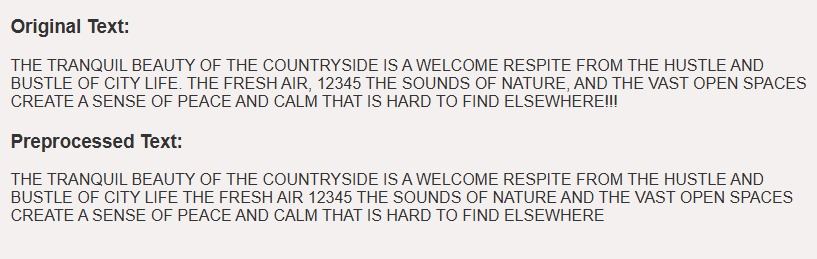 Original Text:
THE TRANQUIL BEAUTY OF THE COUNTRYSIDE IS A WELCOME RESPITE FROM THE HUSTLE AND
BUSTLE OF CITY LIFE. THE FRESH AIR, 12345 THE SOUNDS OF NATURE, AND THE VAST OPEN SPACES
CREATE A SENSE OF PEACE AND CALM THAT IS HARD TO FIND ELSEWHERE!!!
Preprocessed Text:
THE TRANQUIL BEAUTY OF THE COUNTRYSIDE IS A WELCOME RESPITE FROM THE HUSTLE AND
BUSTLE OF CITY LIFE THE FRESH AIR 12345 THE SOUNDS OF NATURE AND THE VAST OPEN SPACES
CREATE A SENSE OF PEACE AND CALM THAT IS HARD TO FIND ELSEWHERE